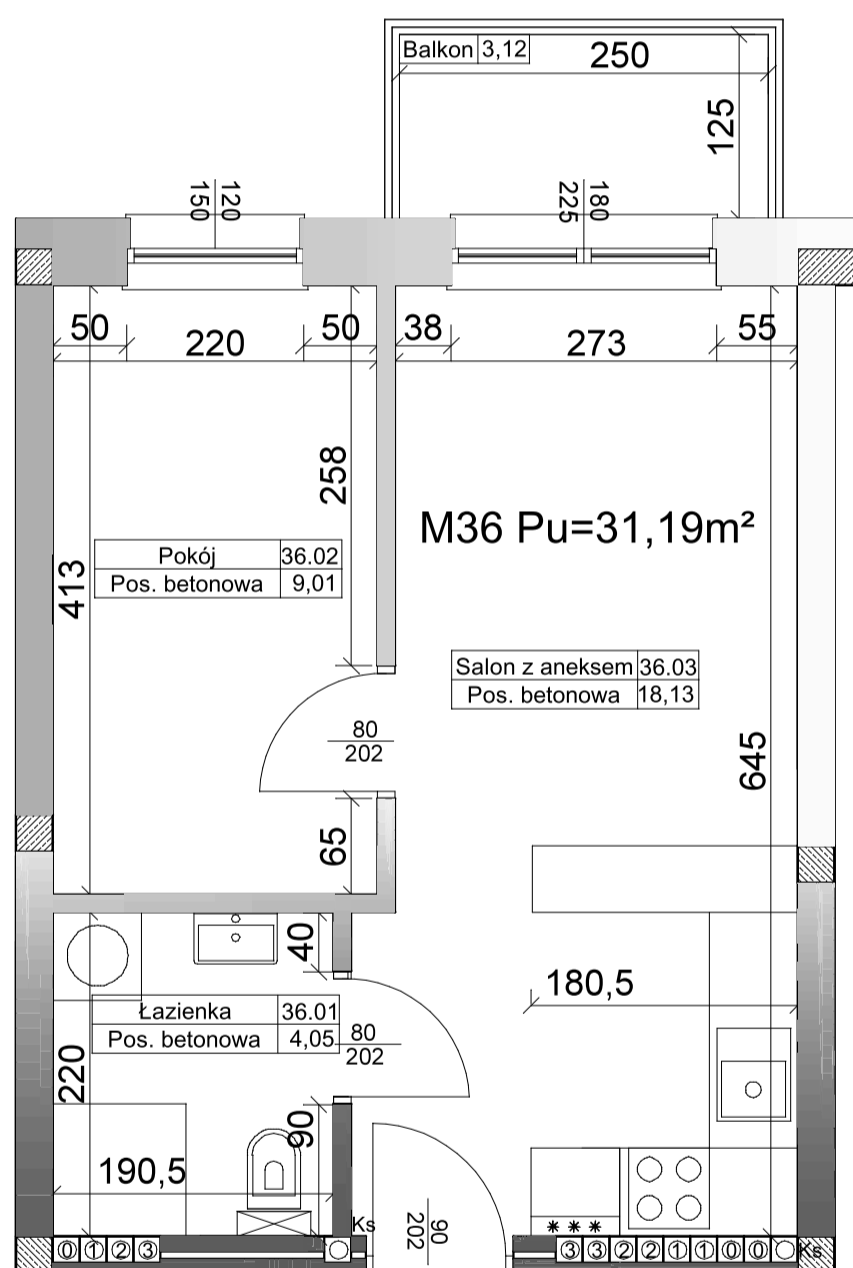 Balkon 3,12
250
125
120
150
180
225
50
220
50
38
273
55
258
413
M36 Pu=31,19m²
Pokój 36.02
Pos. betonowa 9,01
Salon z aneksem 36.03
Pos. betonowa 18,13
80
202
645
65
40
180,5
Łazienka 36.01
Pos. betonowa 4,05
80
202
220
90
190,5
90
202
***
Ks
0 1 2 3
3 3 2 2 1 1 0 0
Ks